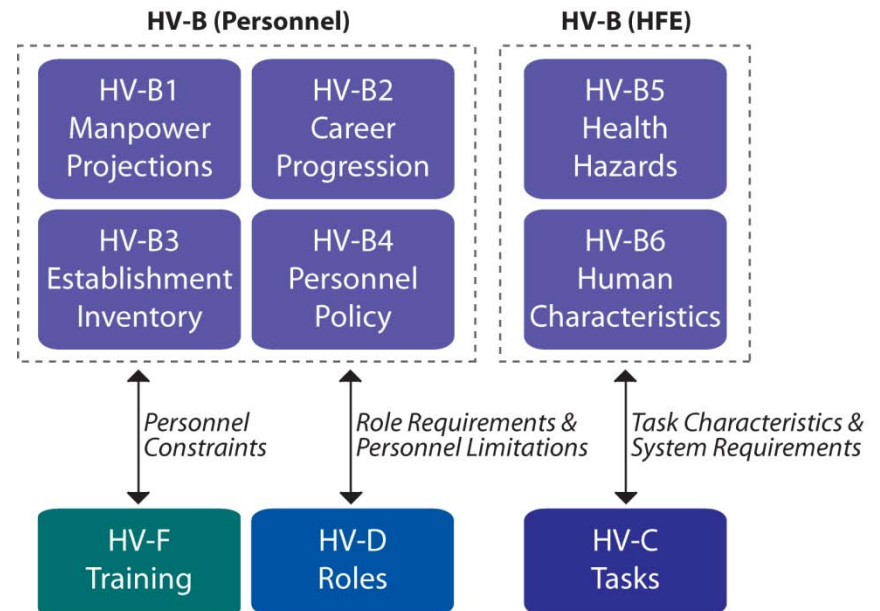 HV-B (Personnel)
HV-B (HFE)
HV-B1
Manpower
Projections
HV-B2
Career
Progression
HV-B5
Health
Hazards
HV-B3
Establishment
Inventory
HV-B4
Personnel
Policy
HV-B6
Human
Characteristics
Personnel
Constraints
Role Requirements &
Personnel Limitations
Task Characteristics &
System Requirements
HV-F
Training
HV-D
Roles
HV-C
Tasks